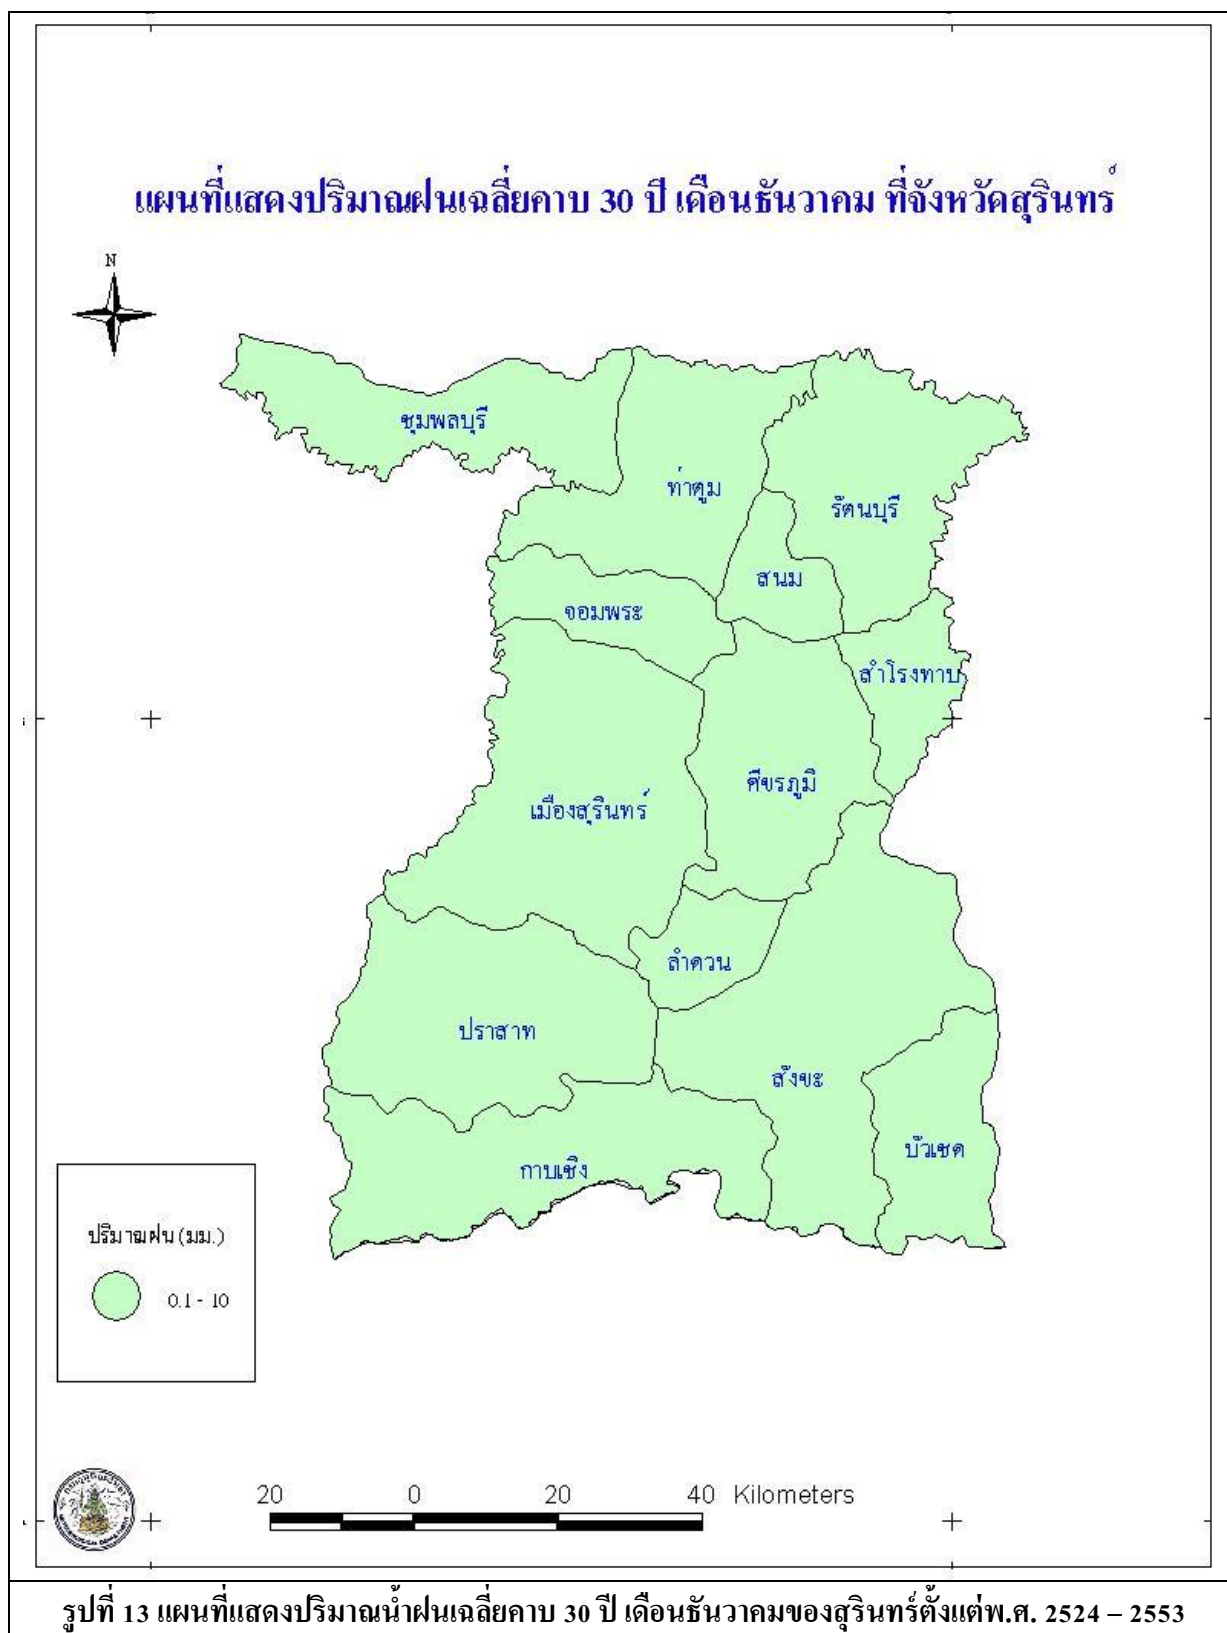 แผนที่แสดงปริมาณฝนเฉลี่ยคาบ 30 ปี เดือนธันวาคม ที่จังหวัดสุรินทร์
N
ชุมพลบุรี
ท่าตูม
รัตนบุรี
สนม
จอมพระ
สำโรงทาบ
ศีขรภูมิ
เมืองสุรินทร์
ลำดวน
ปราสาท
สังขะ
บัวเชด
กาบเชิง
ปริมาณฝน (มม.)
0.1 - 10
20 0 20 40 Kilometers
รูปที่ 13 แผนที่แสดงปริมาณน้ำฝนเฉลี่ยคาบ 30 ปี เดือนธันวาคมของสุรินทร์ตั้งแต่พ.ศ. 2524 – 2553